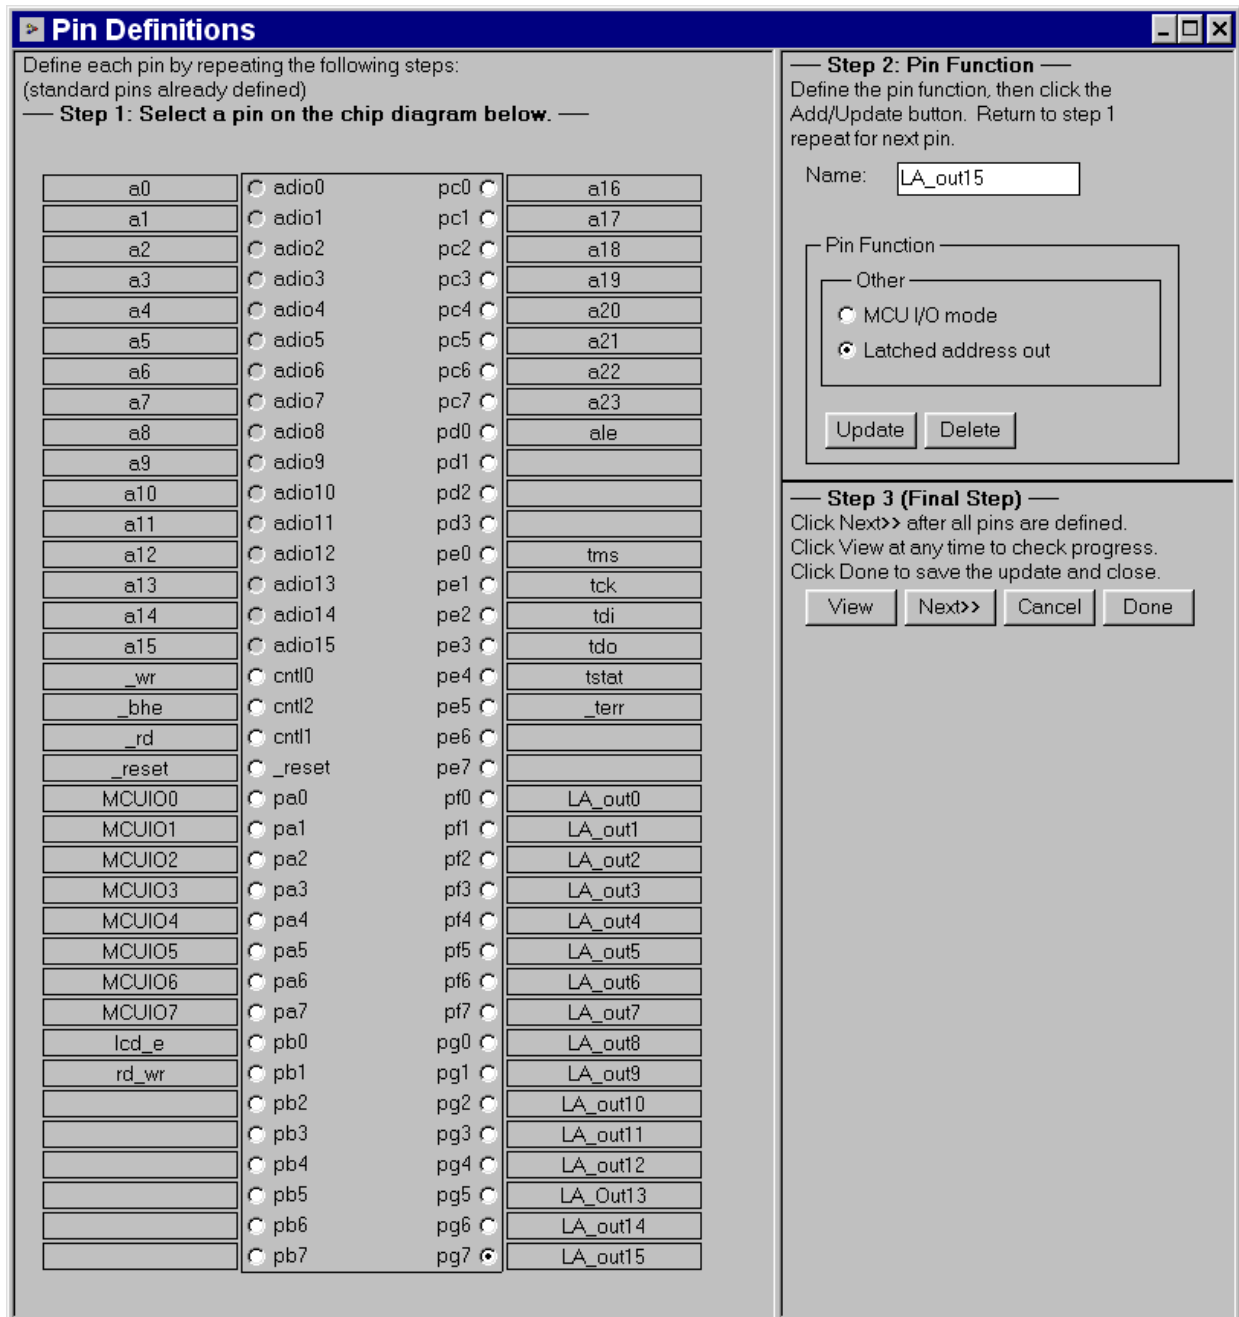 Pin Definitions
Define each pin by repeating the following steps:
(standard pins already defined)
Step 1: Select a pin on the chip diagram below.
a0 adio0 pc0 a16
a1 adio1 pc1 a17
a2 adio2 pc2 a18
a3 adio3 pc3 a19
a4 adio4 pc4 a20
a5 adio5 pc5 a21
a6 adio6 pc6 a22
a7 adio7 pc7 a23
a8 adio8 pd0 ale
a9 adio9 pd1
a10 adio10 pd2
a11 adio11 pd3
a12 adio12 pe0 tms
a13 adio13 pe1 tck
a14 adio14 pe2 tdi
a15 adio15 pe3 tdo
_wr cntl0 pe4 tstat
_bhe cntl2 pe5 _terr
_rd cntl1 pe6
_reset _reset pe7
MCUIO0 pa0 pf0 LA_out0
MCUIO1 pa1 pf1 LA_out1
MCUIO2 pa2 pf2 LA_out2
MCUIO3 pa3 pf3 LA_out3
MCUIO4 pa4 pf4 LA_out4
MCUIO5 pa5 pf5 LA_out5
MCUIO6 pa6 pf6 LA_out6
MCUIO7 pa7 pf7 LA_out7
lcd_e pb0 pg0 LA_out8
rd_wr pb1 pg1 LA_out9
pb2 pg2 LA_out10
pb3 pg3 LA_out11
pb4 pg4 LA_out12
pb5 pg5 LA_Out13
pb6 pg6 LA_out14
pb7 pg7 LA_out15
Step 2: Pin Function
Define the pin function, then click the
Add/Update button. Return to step 1
repeat for next pin.
Name: LA_out15
Pin Function
Other
MCU I/O mode
Latched address out
Update Delete
Step 3 (Final Step)
Click Next>> after all pins are defined.
Click View at any time to check progress.
Click Done to save the update and close.
View Next>> Cancel Done